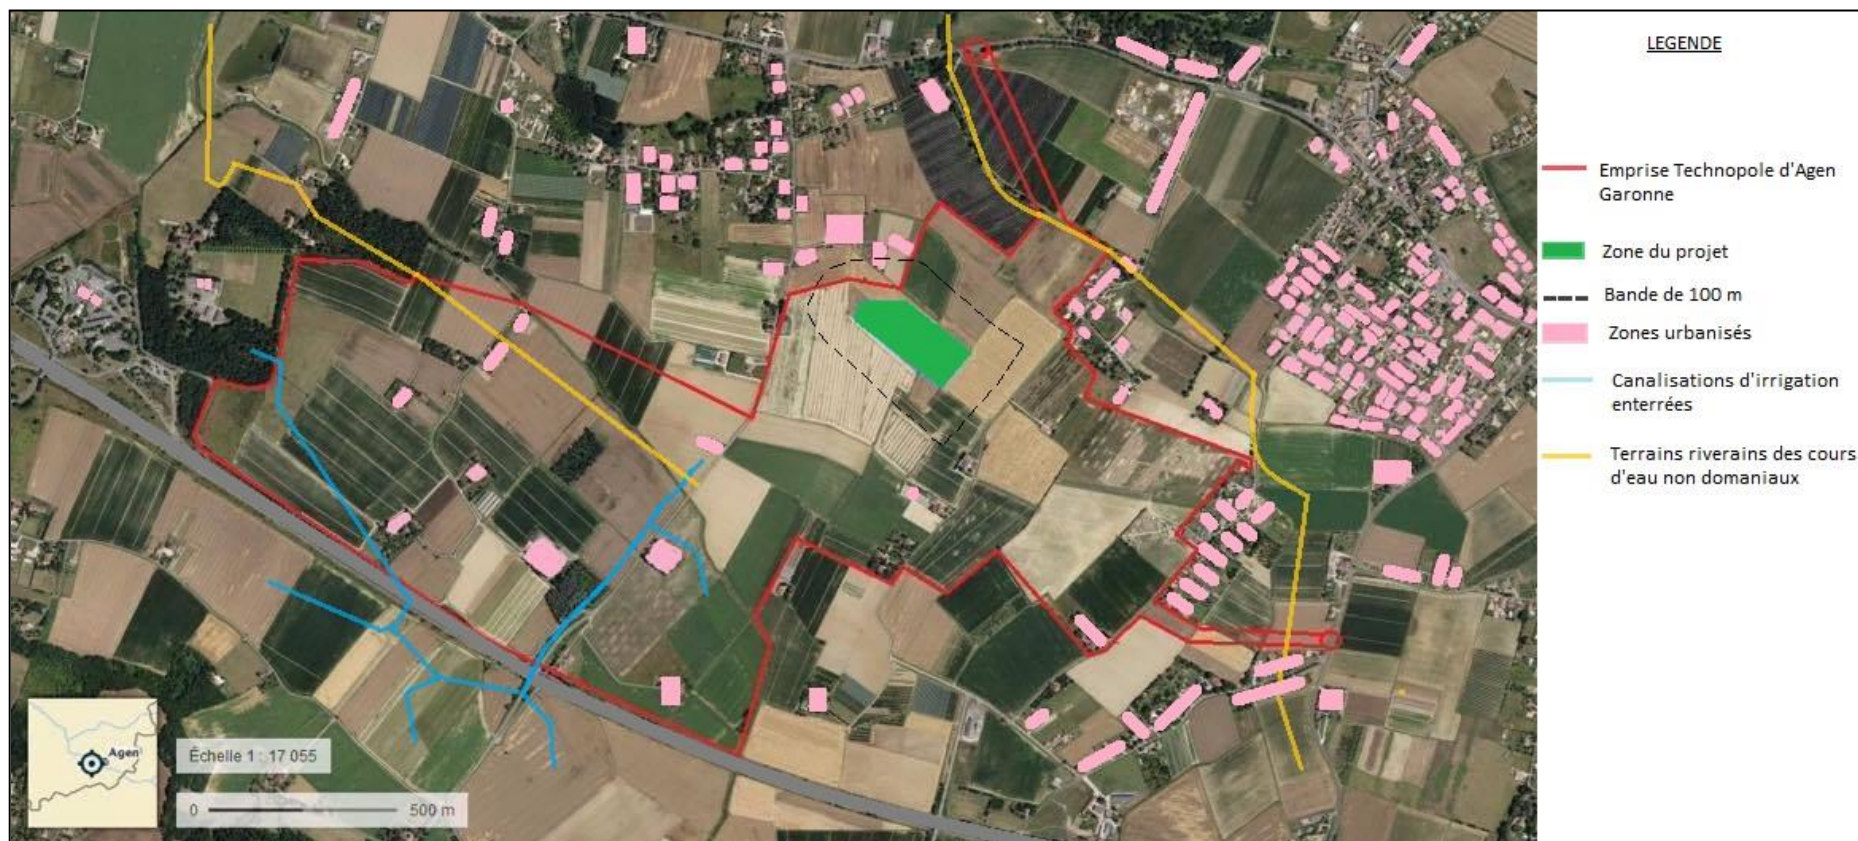 LEGENDE
Emprise Technopole d'Agen
Garonne
Zone du projet
Bande de 100 m
Zones urbanisés
Canalisations d'irrigation
enterrées
Terrains riverains des cours
d'eau non domaniaux
Agen
Échelle 1 : 17 055
0 500 m